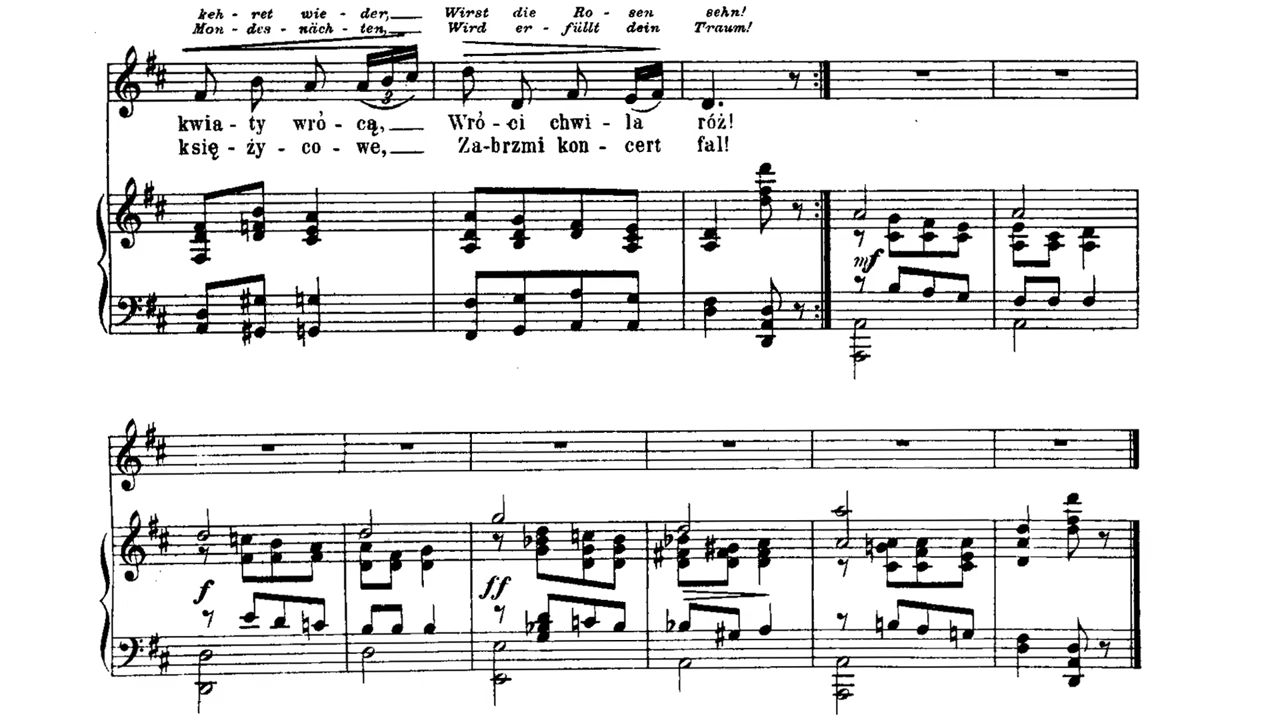 keh - ret wie - der, Wirst die Ro - sen sehn!
Mon - des - näch - ten, Wird er - füllt dein Traum!
3
kwia - ty wró - cą, Wró - ci chwi - la róż!
księ - ży - co - we, Za - brzmi kon - cert fal!
mf
f
ff